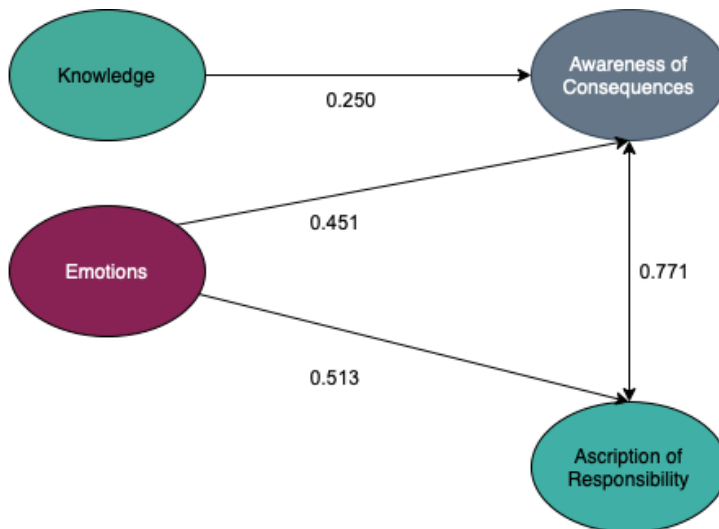 Knowledge
Awareness of
Consequences
0.250
0.451
Emotions
0.771
0.513
Ascription of
Responsibility